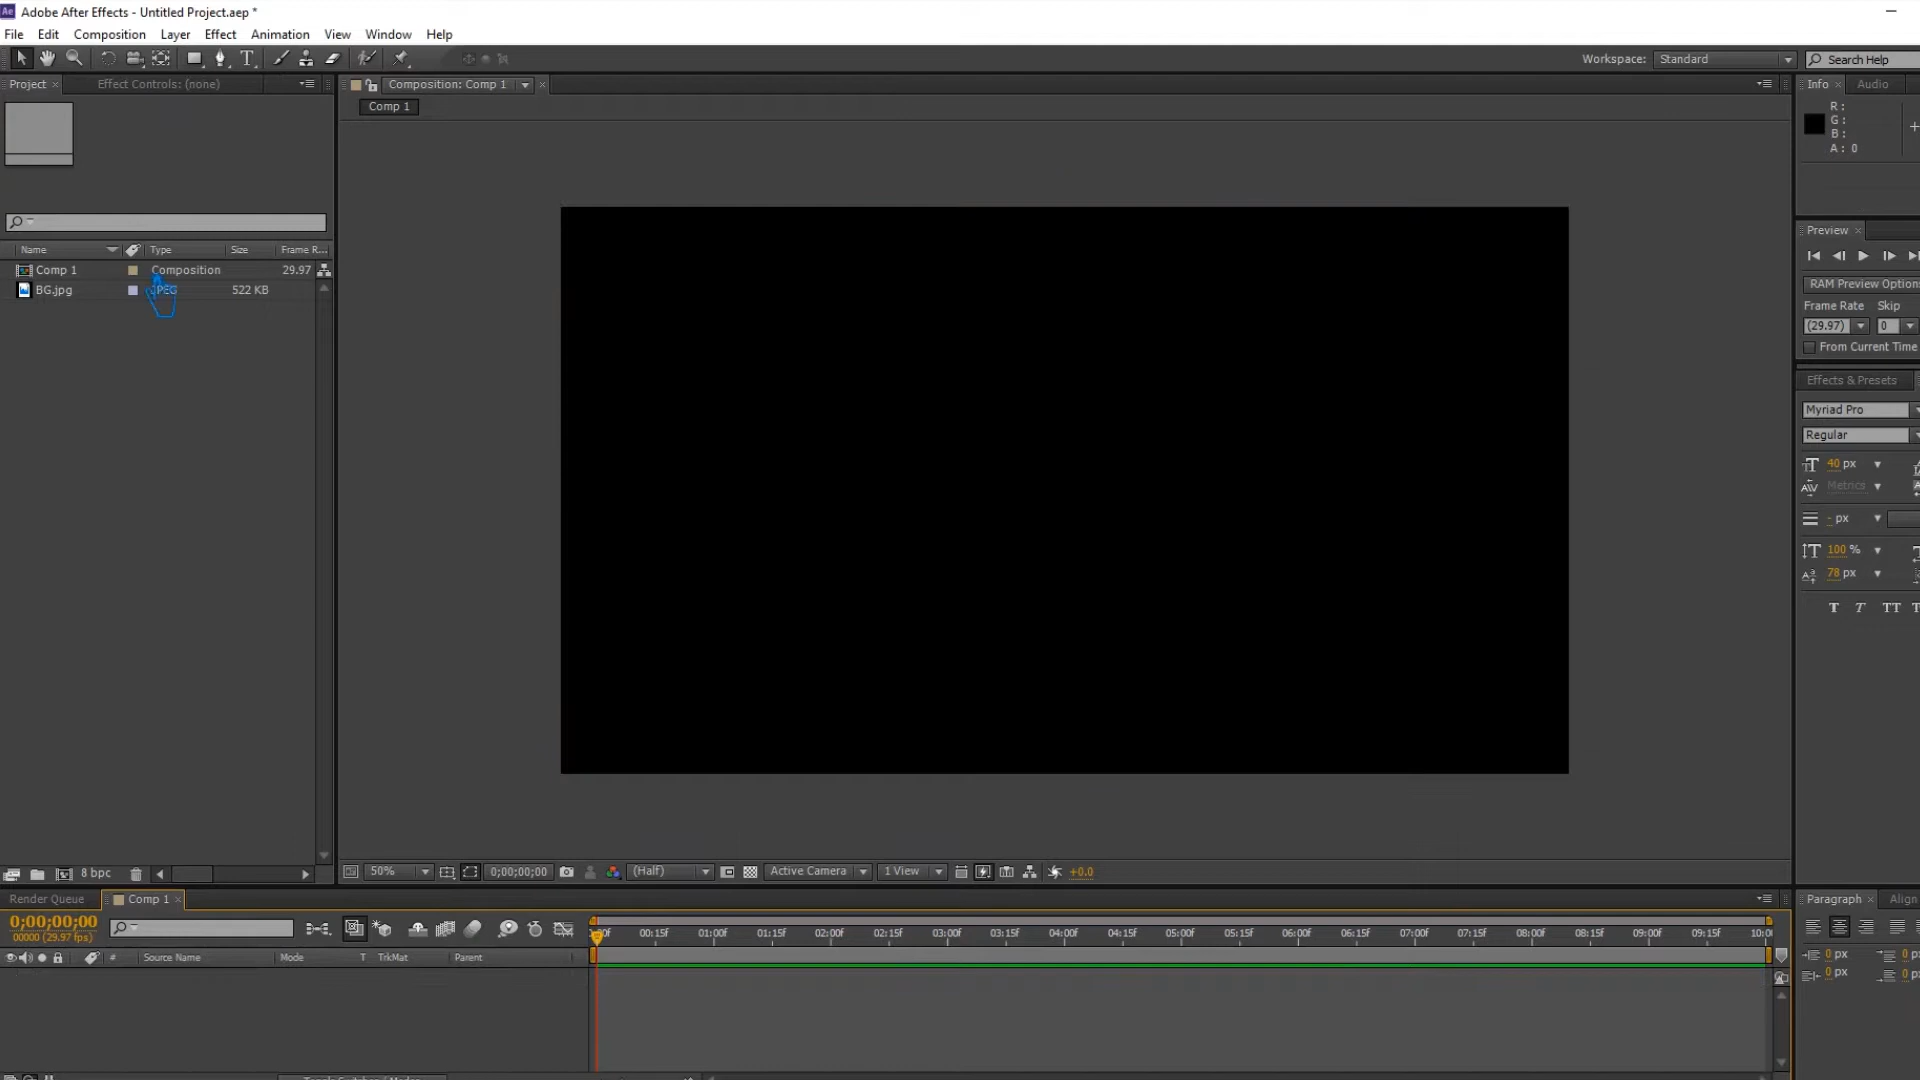 Adobe After Effects - Untitled Project.aep *
File Edit Composition Layer Effect Animation View Window Help
Workspace: Standard Search Help
Project Effect Controls: (none) Composition: Comp 1 Info Audio
Comp 1
R :
G :
B :
A : 0
Preview
Name Type Size Frame R...
Comp 1 Composition 29.97
BG.jpg JPEG 522 KB
RAM Preview Options
Frame Rate Skip
(29.97) 0
From Current Time
Effects & Presets
Myriad Pro
Regular
40 px
Metrics
- px
100 %
78 px
T T TT
8 bpc 50% 0;00;00;00 (Half) Active Camera 1 View +0.0
Render Queue Comp 1 Paragraph Align
0;00;00;00
00000 (29.97 fps)
00:15f 01:00f 01:15f 02:00f 02:15f 03:00f 03:15f 04:00f 04:15f 05:00f 05:15f 06:00f 06:15f 07:00f 07:15f 08:00f 08:15f 09:00f 09:15f 10:0
# Source Name Mode T TrkMat Parent
0 px 0 p
0 px 0 p